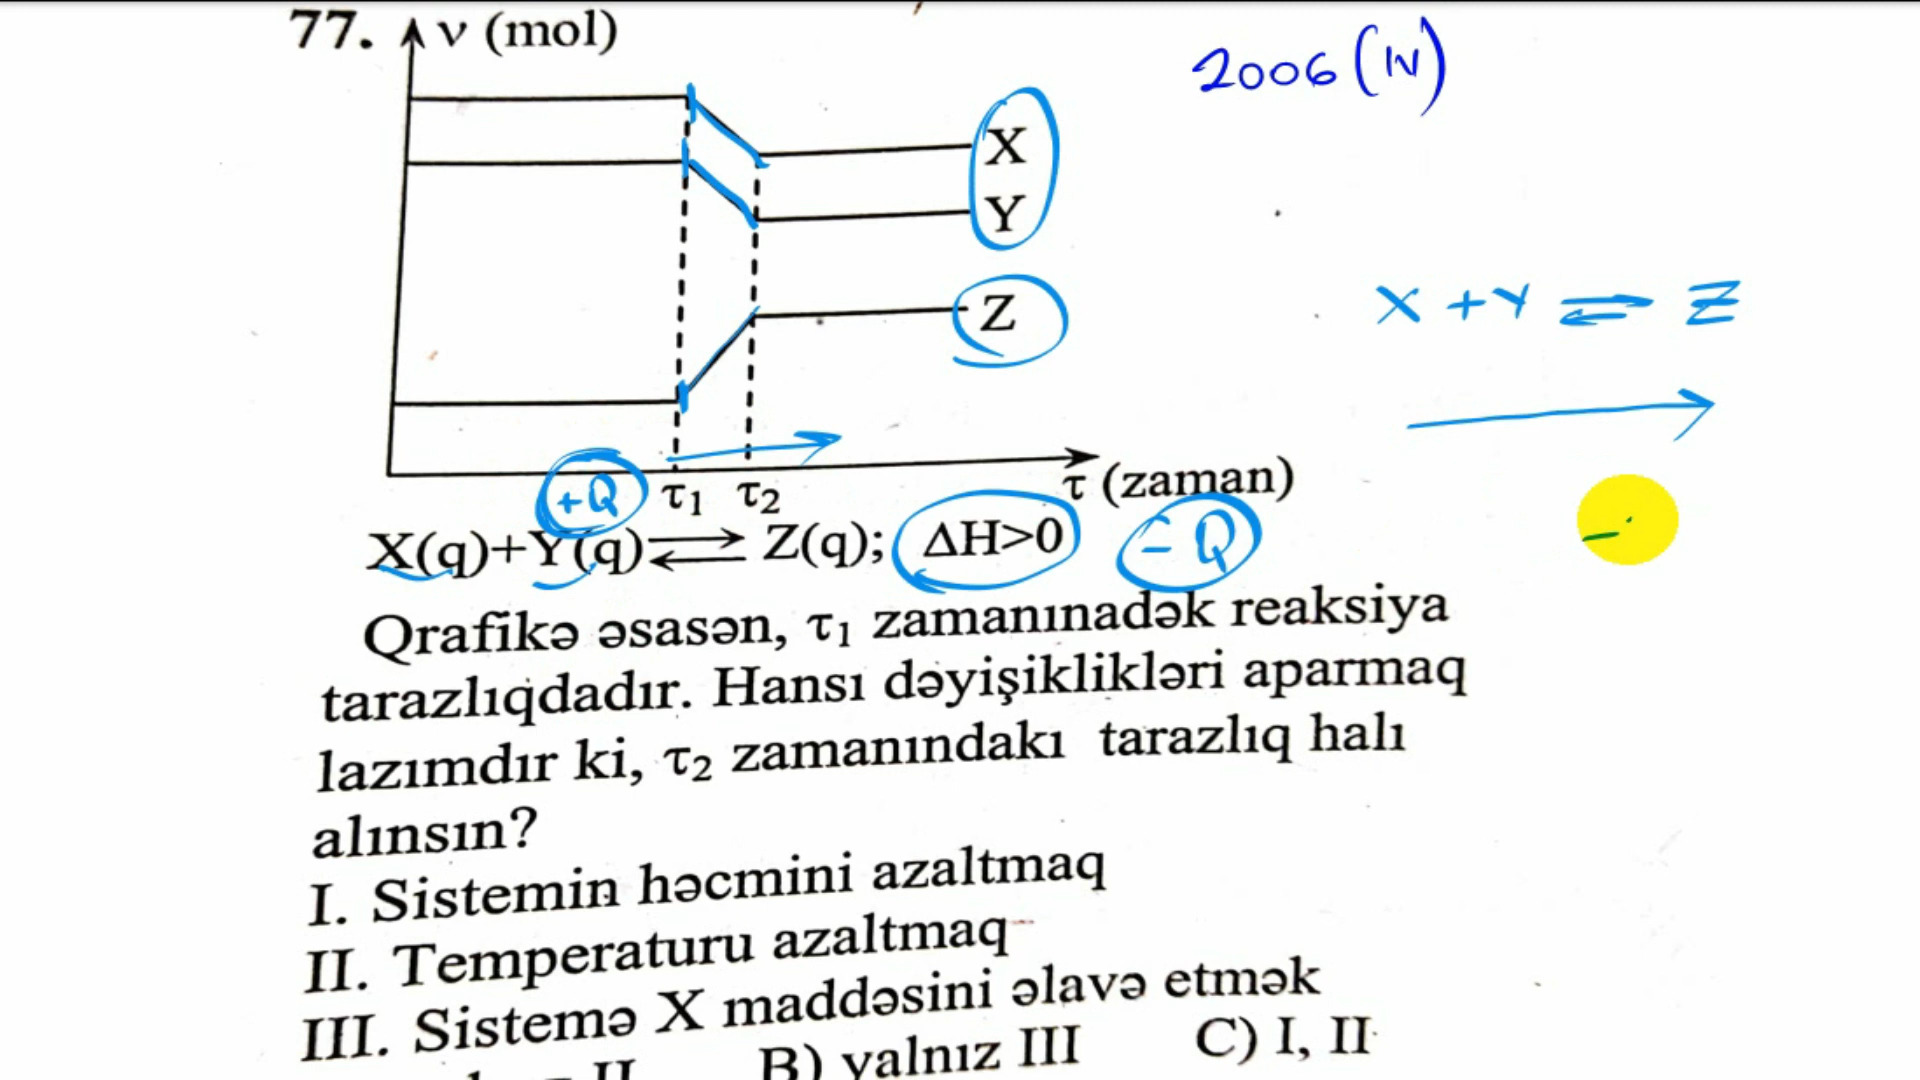 77. ν (mol)
2006 (IV)
X
Y
Z
X + Y ⇌ Z
+Q τ₁ τ₂ τ (zaman)
X(q)+Y(q) ⇌ Z(q); ΔH>0 - Q
Qrafikə əsasən, τ₁ zamanınadək reaksiya
tarazlıqdadır. Hansı dəyişiklikləri aparmaq
lazımdır ki, τ₂ zamanındakı tarazlıq halı
alınsın?
I. Sistemin həcmini azaltmaq
II. Temperaturu azaltmaq
III. Sistemə X maddəsini əlavə etmək
II B) yalnız III C) I, II